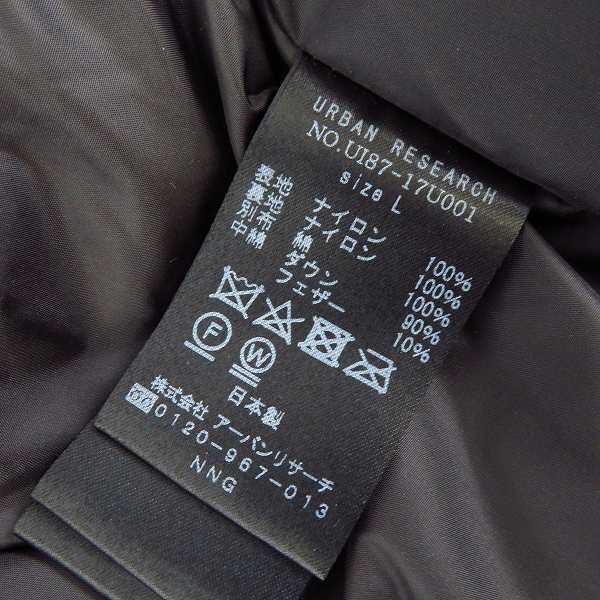 URBAN RESEARCH
NO.UI87-17U001
size L
表地 ナイロン 100%
裏地 ナイロン 100%
別布 綿 100%
中綿 ダウン 90%
フェザー 10%
F W
日本製
株式会社 アーバンリサーチ
0120-967-013
NNG